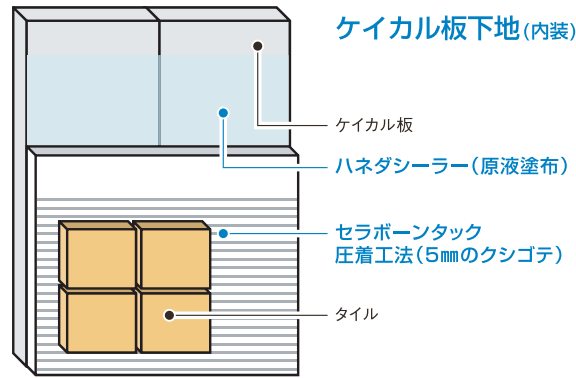 ケイカル板下地(内装)
ケイカル板
ハネダシーラー(原液塗布)
セラボーンタック
圧着工法(5㎜のクシゴテ)
タイル